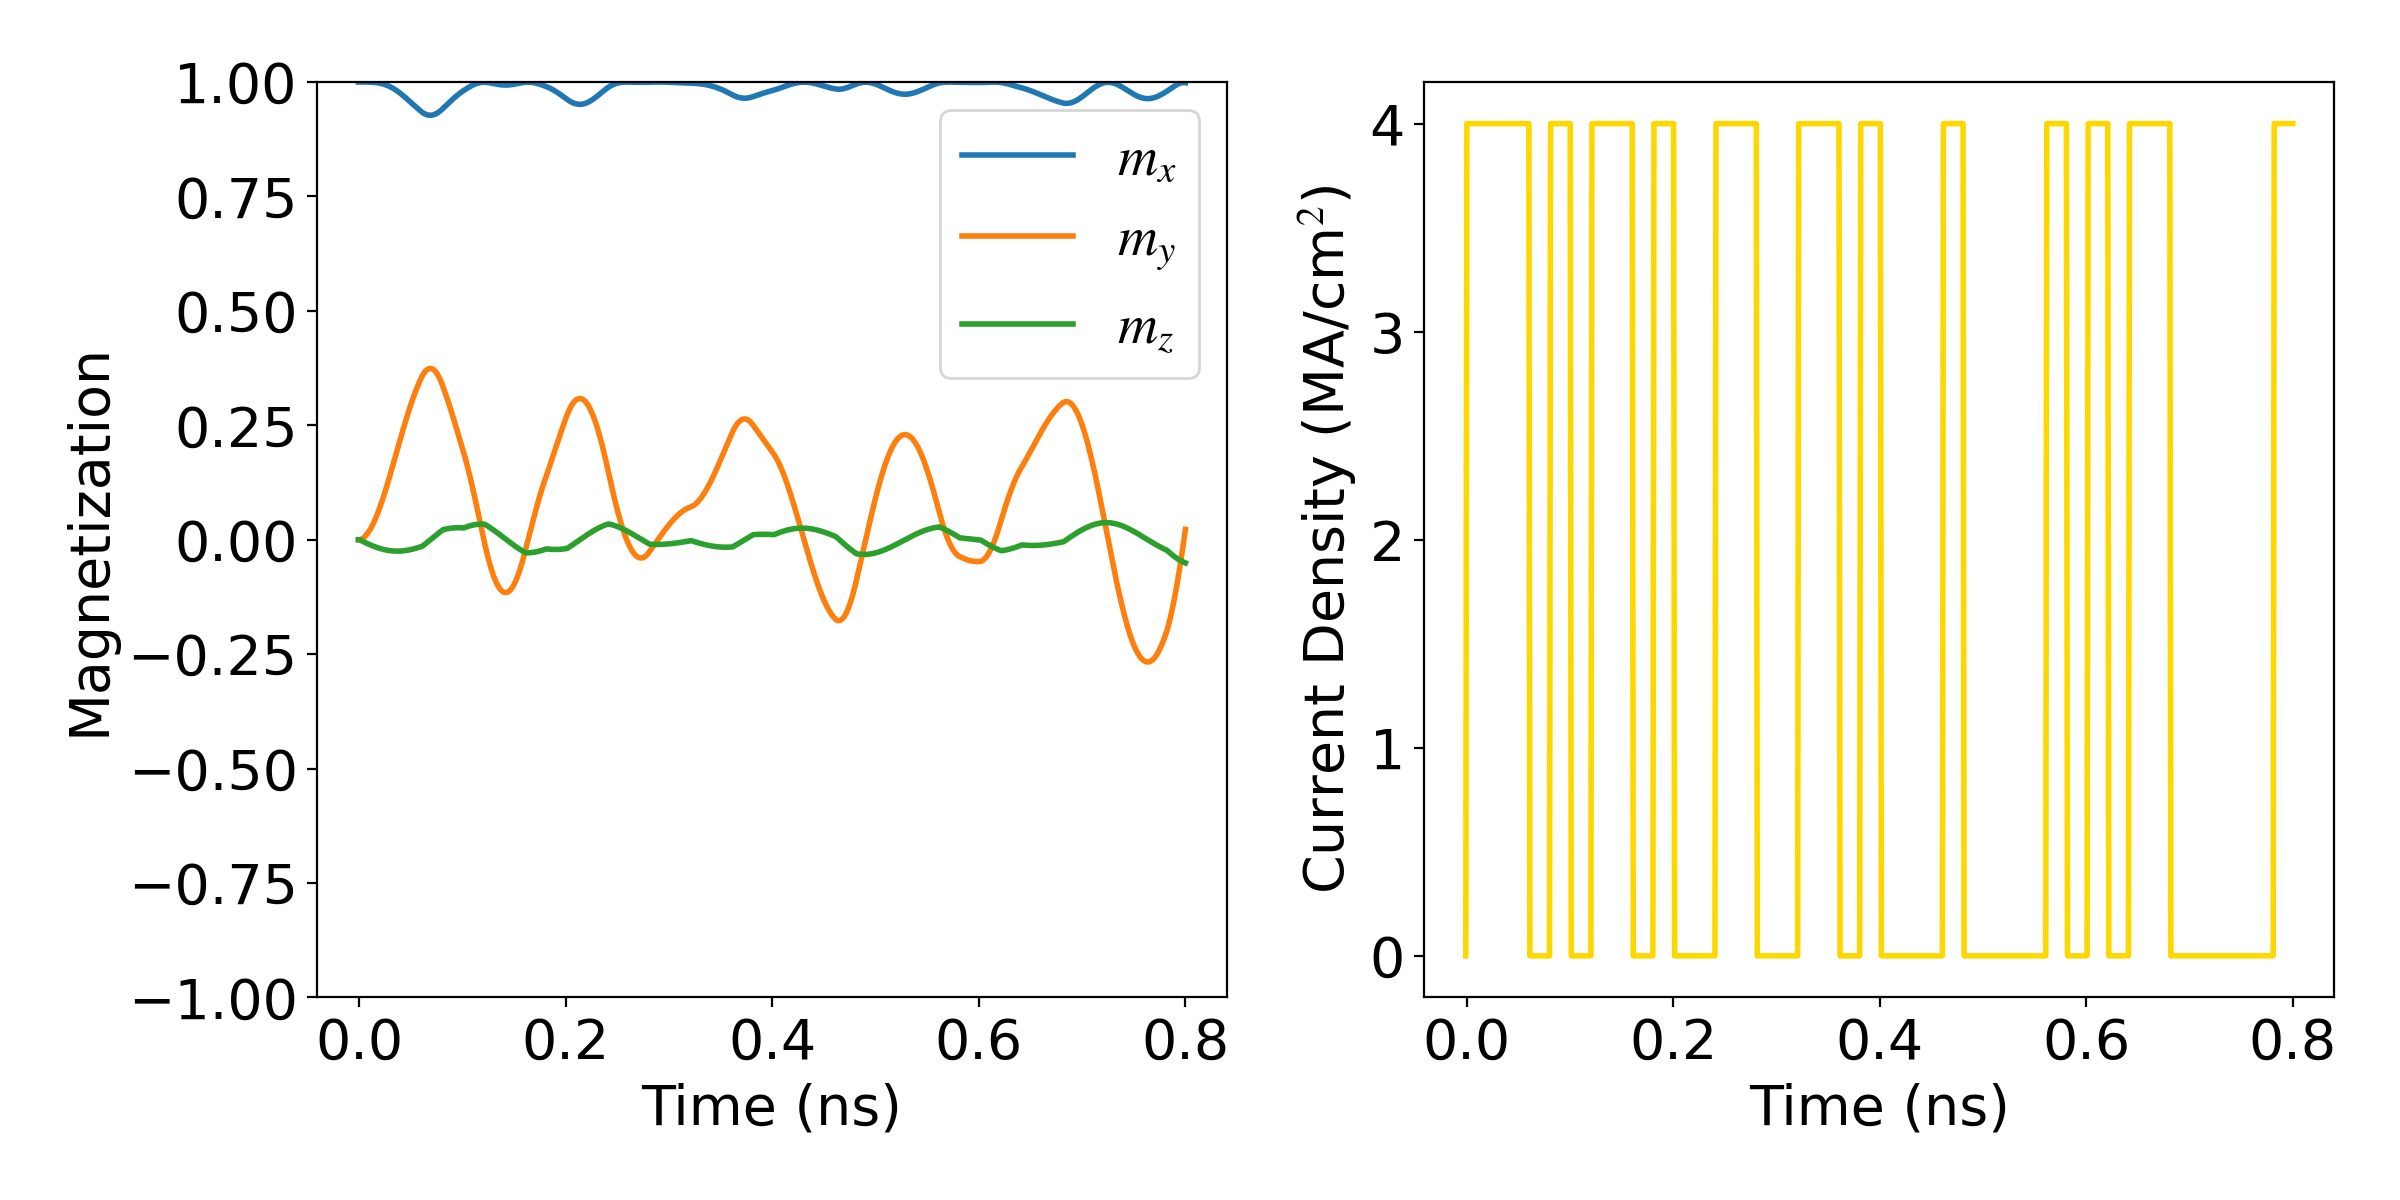 1.00
0.75
0.50
0.25
0.00
−0.25
−0.50
−0.75
−1.00
Magnetization
0.0 0.2 0.4 0.6 0.8
Time (ns)
m_x
m_y
m_z
4
3
2
1
0
Current Density (MA/cm²)
0.0 0.2 0.4 0.6 0.8
Time (ns)